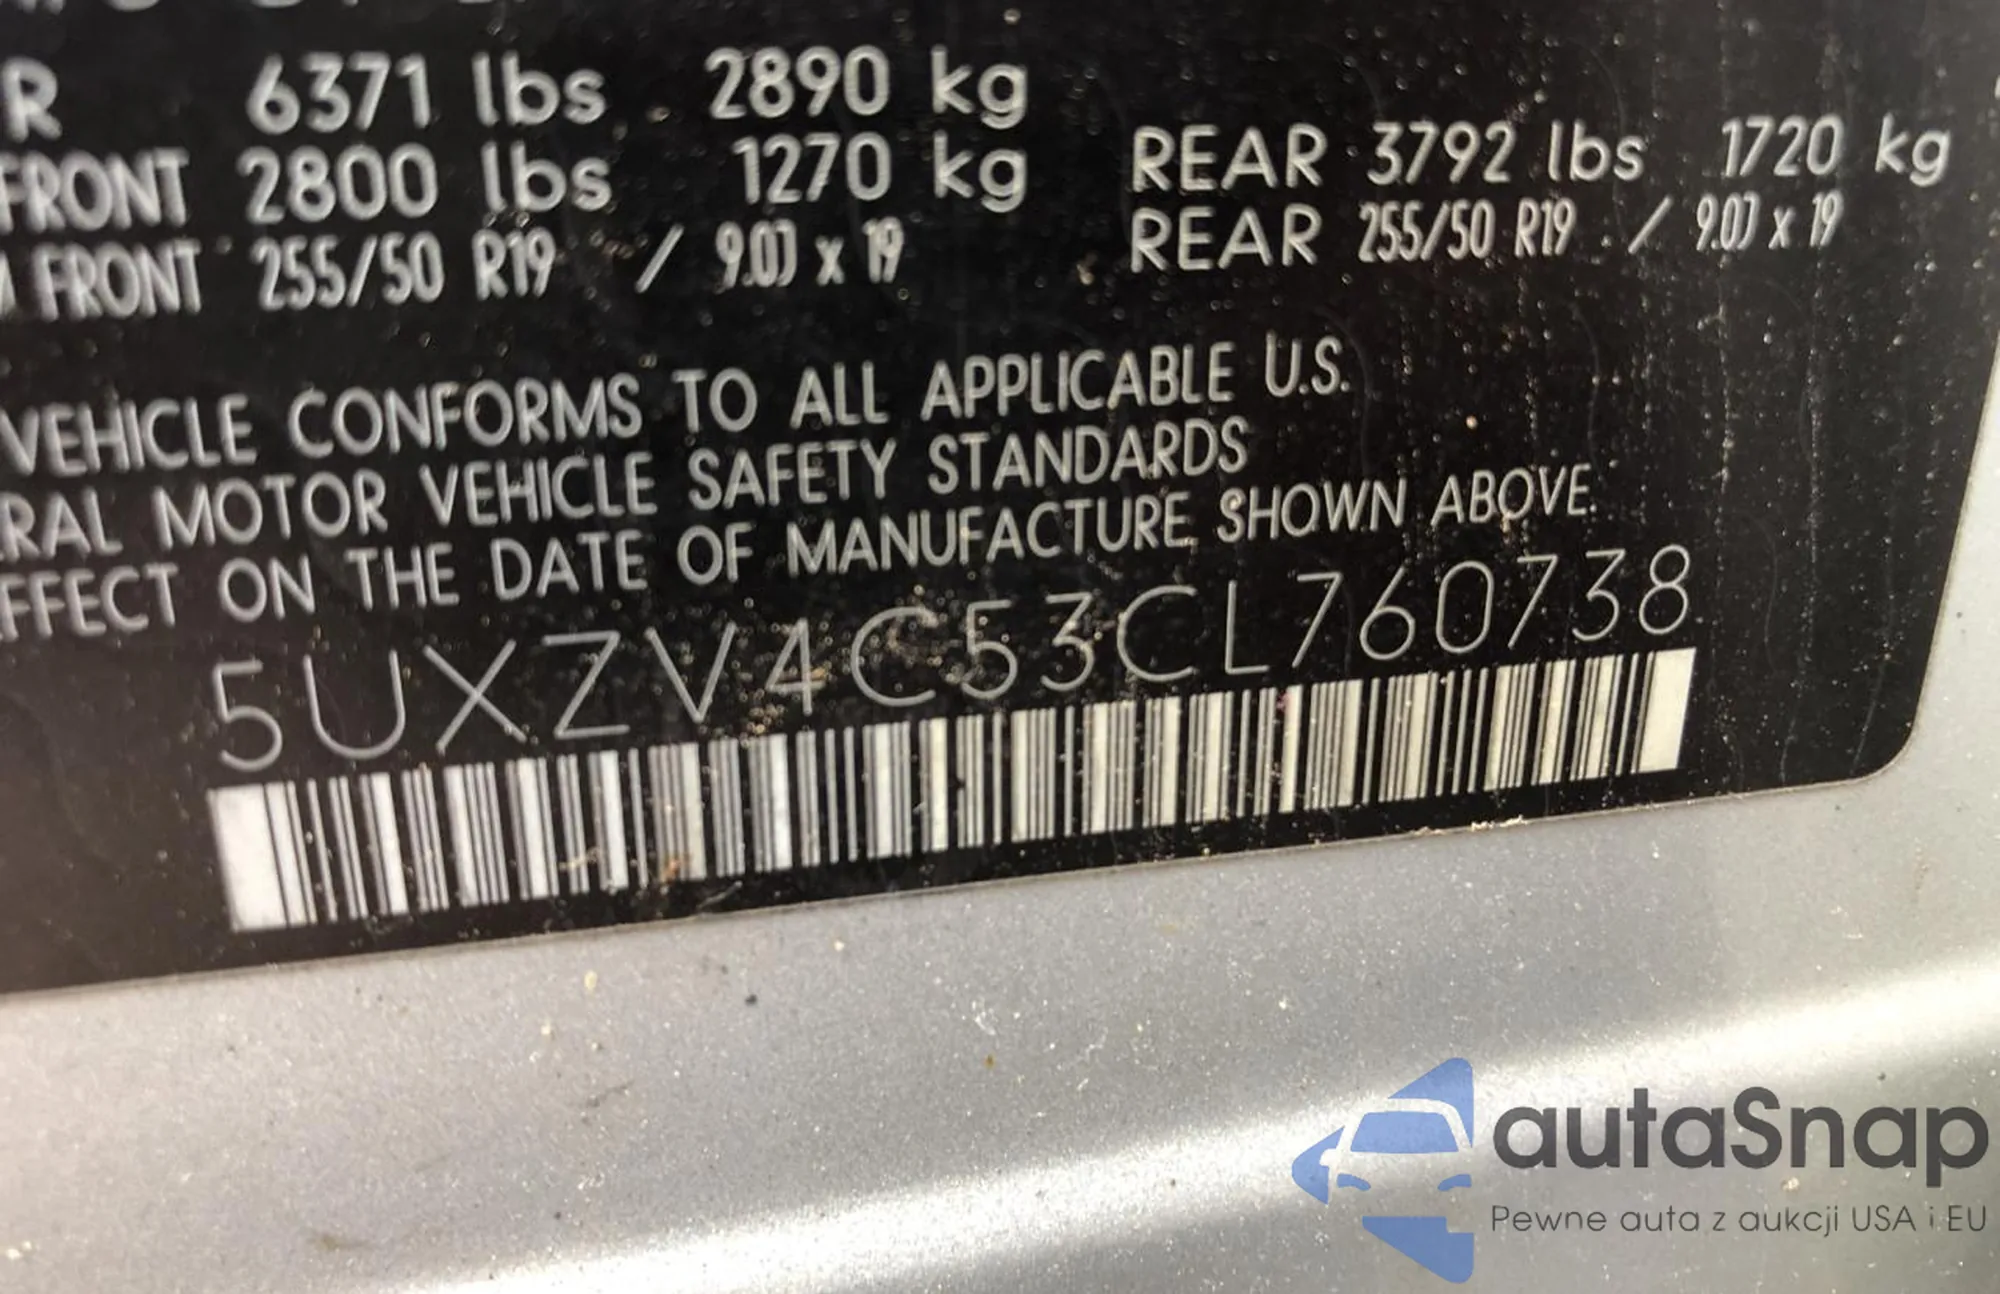 R 6371 lbs 2890 kg
FRONT 2800 lbs 1270 kg REAR 3792 lbs 1720 kg
FRONT 255/50 R19 / 9.0J x 19 REAR 255/50 R19 / 9.0J x 19
VEHICLE CONFORMS TO ALL APPLICABLE U.S.
RAL MOTOR VEHICLE SAFETY STANDARDS
FFECT ON THE DATE OF MANUFACTURE SHOWN ABOVE.
5UXZV4C53CL760738
autaSnap
Pewne auta z aukcji USA i EU